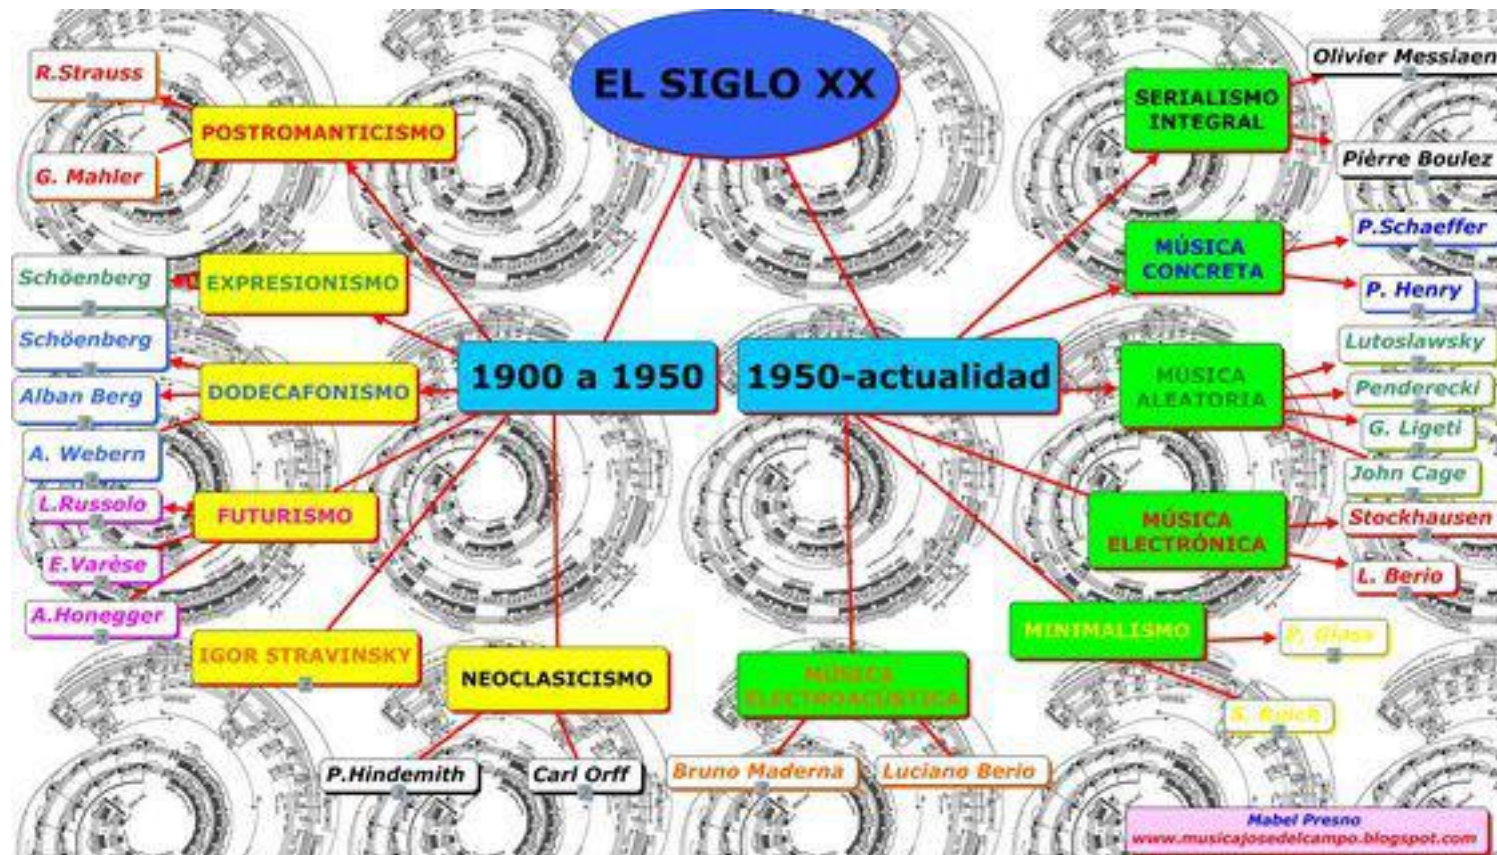 EL SIGLO XX
1900 a 1950
POSTROMANTICISMO
R.Strauss
G. Mahler
EXPRESIONISMO
Schöenberg
DODECAFONISMO
Schöenberg
Alban Berg
A. Webern
FUTURISMO
L.Russolo
E.Varèse
A.Honegger
IGOR STRAVINSKY
NEOCLASICISMO
P.Hindemith
Carl Orff
1950-actualidad
SERIALISMO
INTEGRAL
Olivier Messiaen
Pièrre Boulez
MÚSICA
CONCRETA
P.Schaeffer
P. Henry
MÚSICA
ALEATORIA
Lutoslawsky
Penderecki
G. Ligeti
John Cage
MÚSICA
ELECTRÓNICA
Stockhausen
L. Berio
MINIMALISMO
P. Glass
S. Reich
MÚSICA
ELECTROACÚSTICA
Bruno Maderna
Luciano Berio
Mabel Presno
www.musicajosedelcampo.blogspot.com